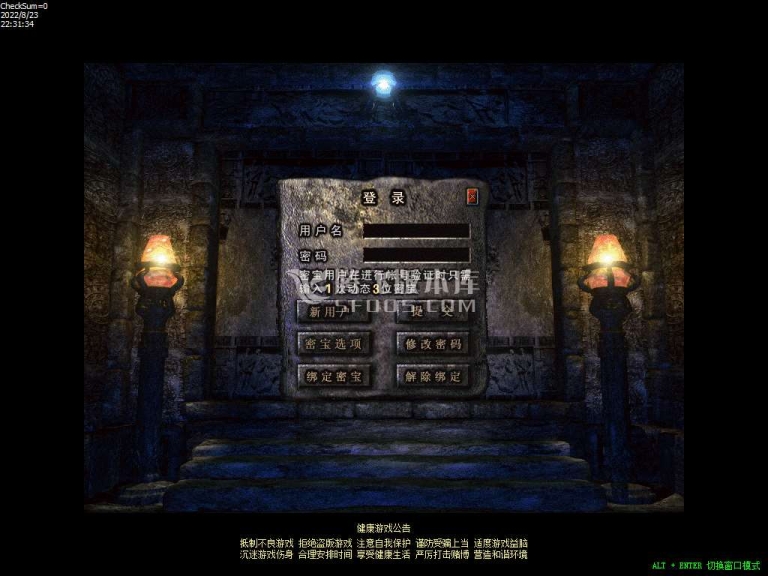 CheckSum=0
2022/8/23
22:31:34
登 录
用户名
密码
密宝用户在进行帐号验证时只需
输入1次动态3位密宝
SF005.COM
新用户
提 交
密宝选项
修改密码
绑定密宝
解除绑定
健康游戏公告
抵制不良游戏 拒绝盗版游戏 注意自我保护 谨防受骗上当 适度游戏益脑
沉迷游戏伤身 合理安排时间 享受健康生活 严厉打击赌博 营造和谐环境
ALT + ENTER 切换窗口模式